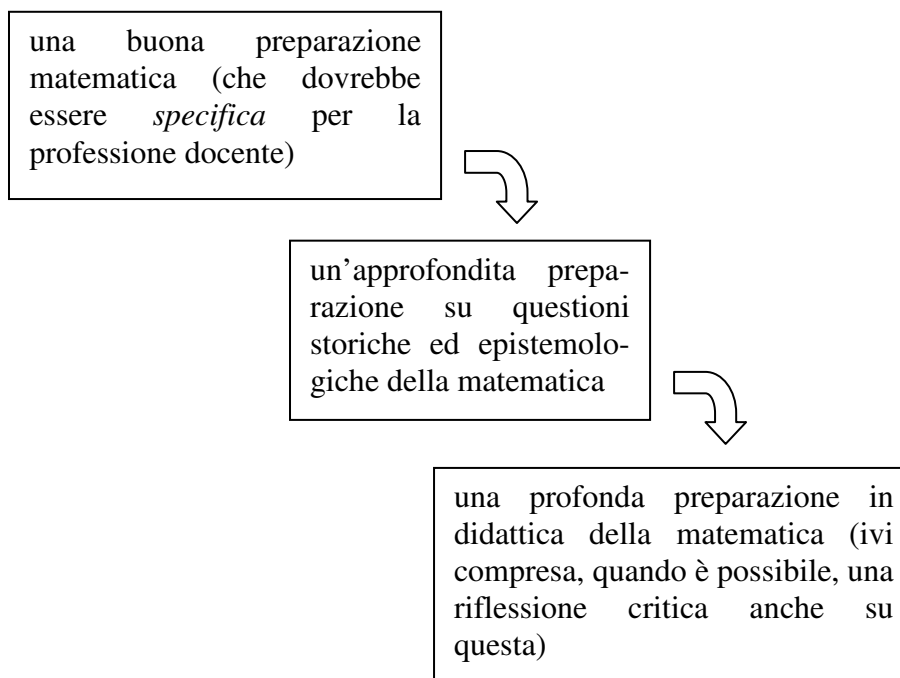 una buona preparazione
matematica (che dovrebbe
essere specifica per la
professione docente)
un'approfondita prepa-
razione su questioni
storiche ed epistemolo-
giche della matematica
una profonda preparazione in
didattica della matematica (ivi
compresa, quando è possibile, una
riflessione critica anche su
questa)